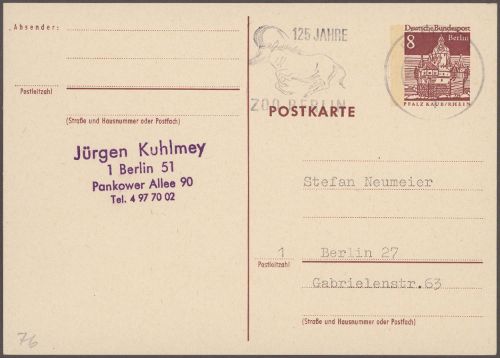 Absender:
Postleitzahl
(Straße und Hausnummer oder Postfach)
Jürgen Kuhlmey
1 Berlin 51
Pankower Allee 90
Tel. 4 97 70 02
76
125 JAHRE
ZOO BERLIN
Deutsche Bundespost
8 Berlin
PFALZ KAUB/RHEIN
POSTKARTE
Stefan Neumeier
1 Berlin 27
Postleitzahl
Gabrielenstr.63
(Straße und Hausnummer oder Postfach)